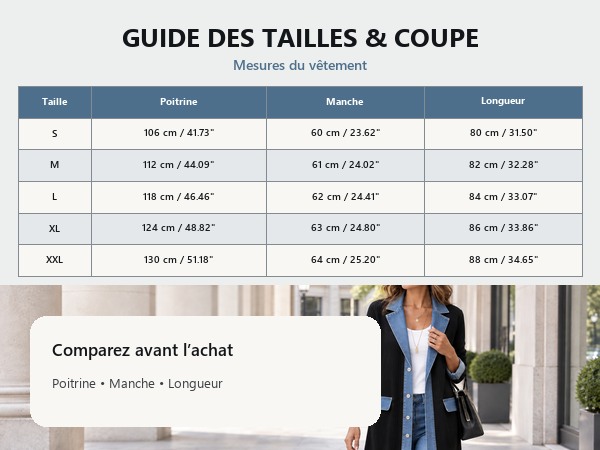 GUIDE DES TAILLES & COUPE
Mesures du vêtement
Taille Poitrine Manche Longueur
S 106 cm / 41.73" 60 cm / 23.62" 80 cm / 31.50"
M 112 cm / 44.09" 61 cm / 24.02" 82 cm / 32.28"
L 118 cm / 46.46" 62 cm / 24.41" 84 cm / 33.07"
XL 124 cm / 48.82" 63 cm / 24.80" 86 cm / 33.86"
XXL 130 cm / 51.18" 64 cm / 25.20" 88 cm / 34.65"
Comparez avant l’achat
Poitrine • Manche • Longueur